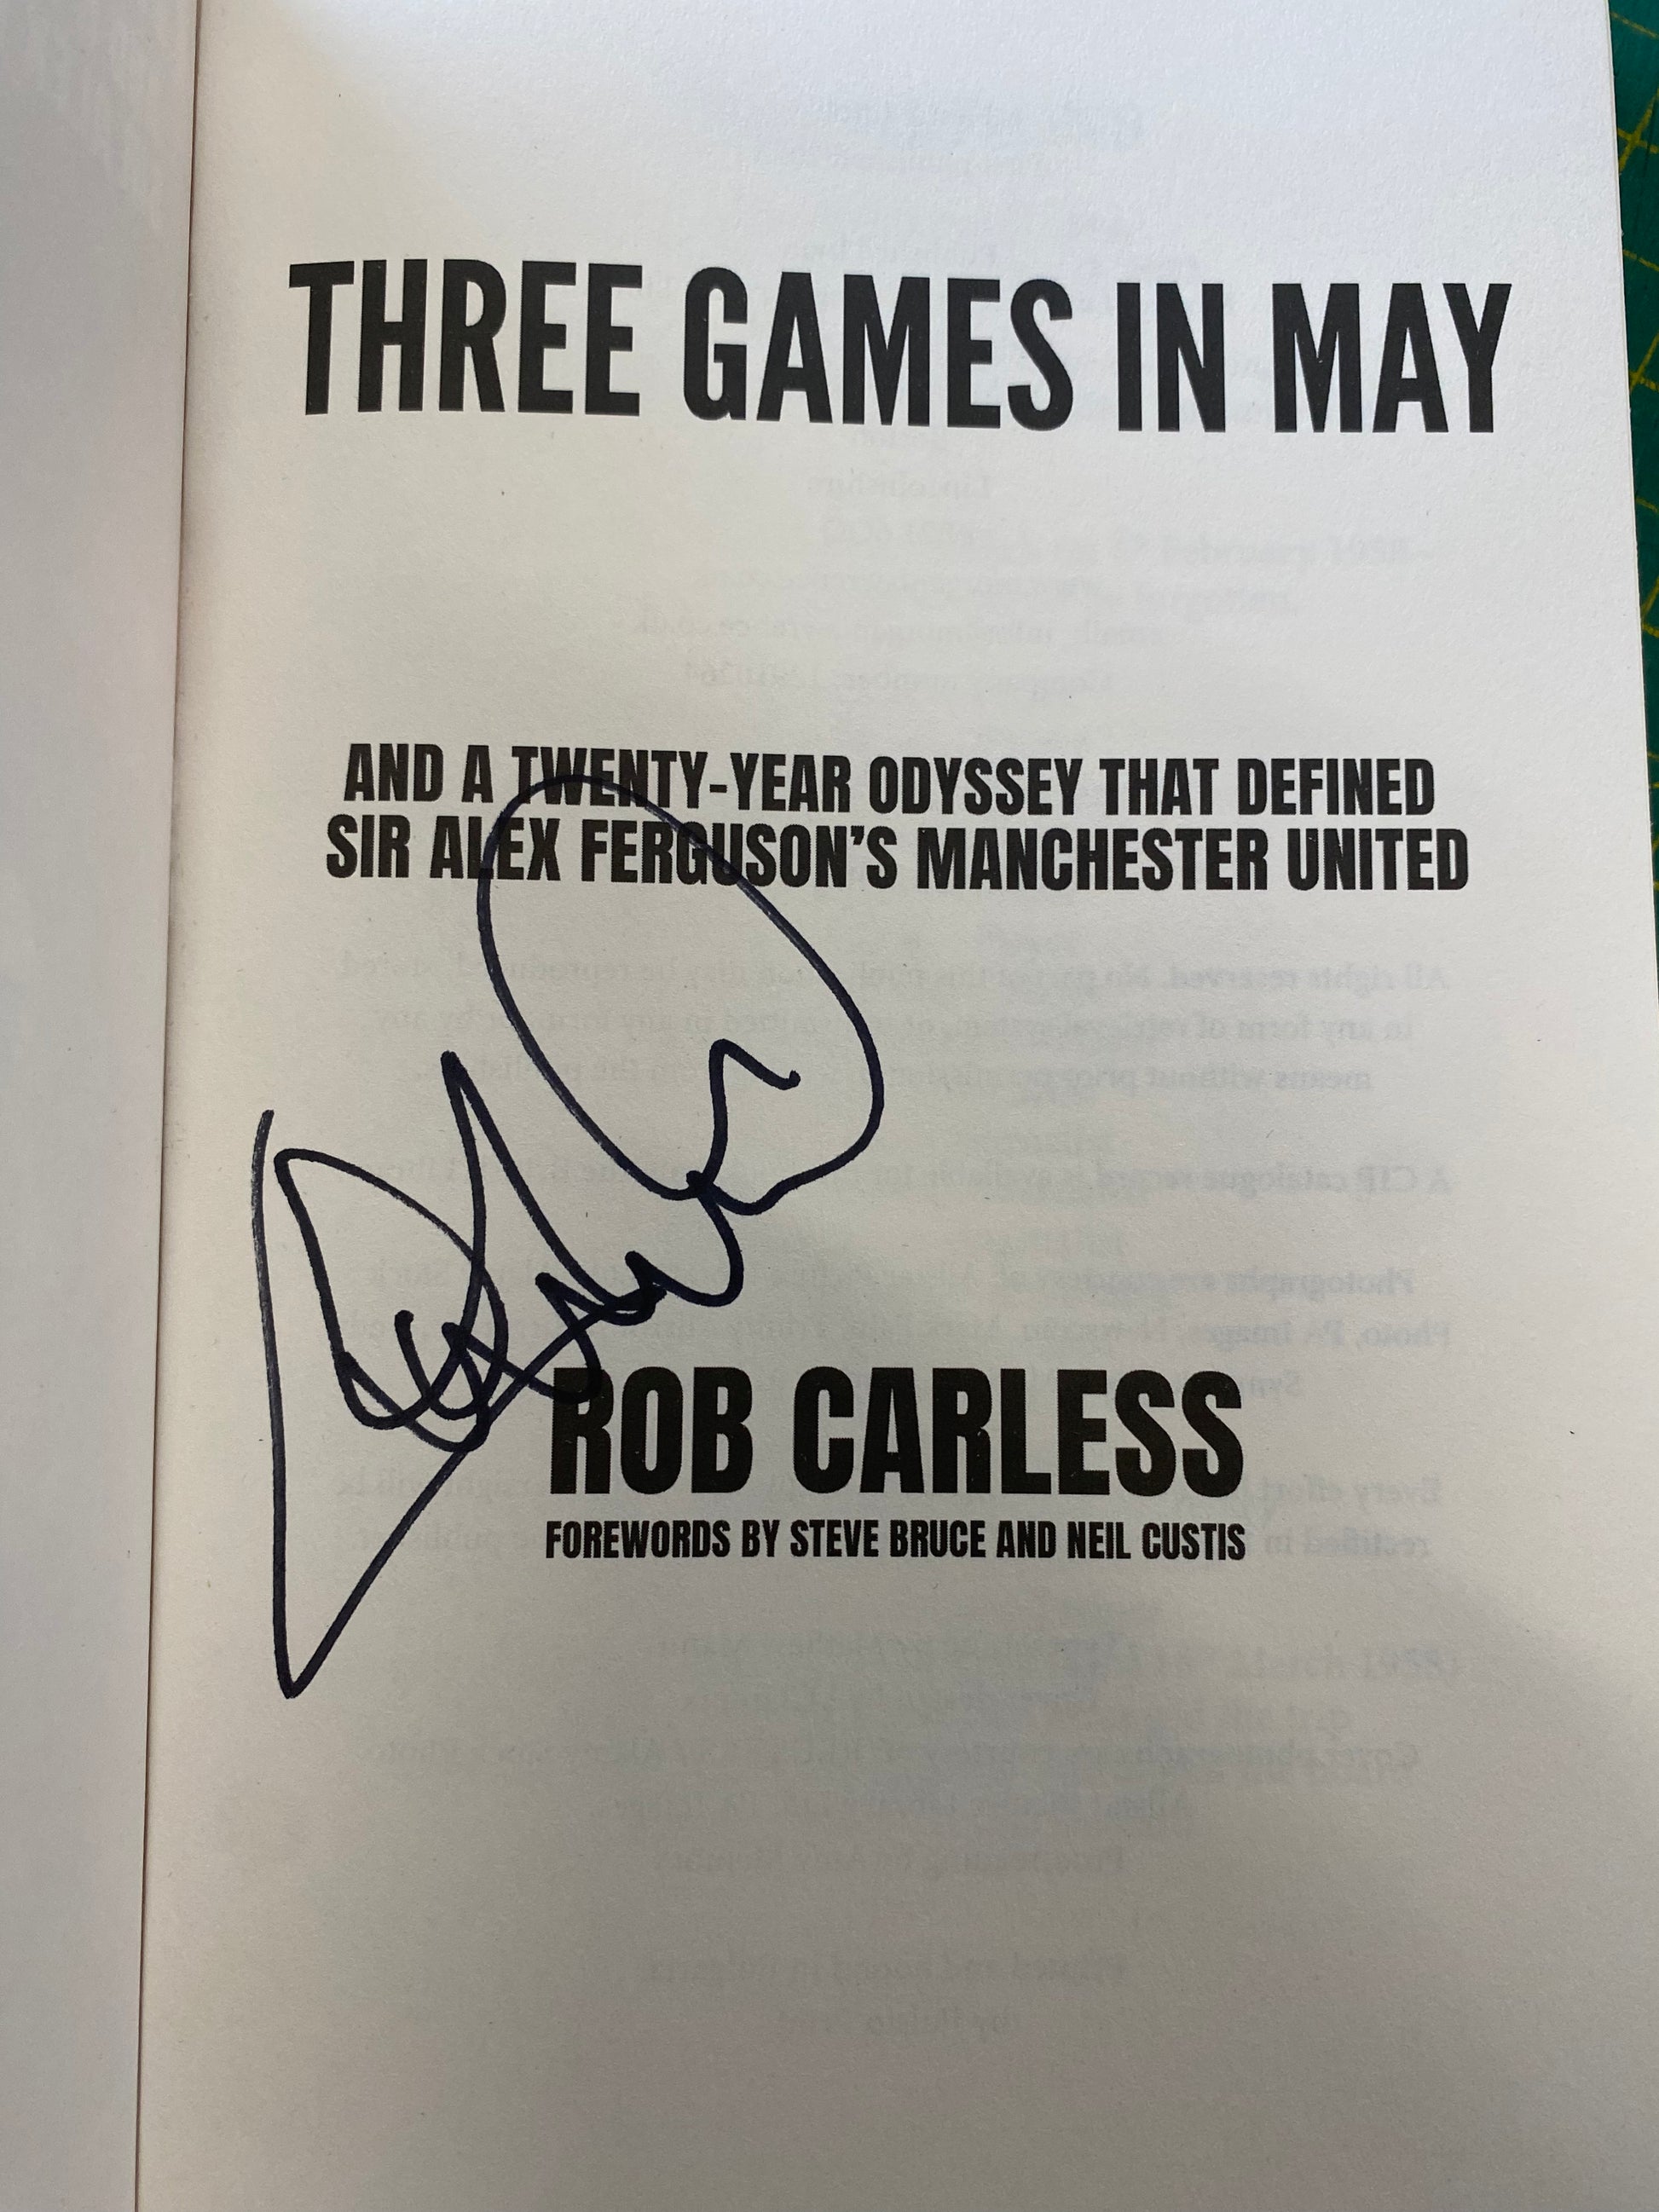 THREE GAMES IN MAY
AND A TWENTY-YEAR ODYSSEY THAT DEFINED
SIR ALEX FERGUSON'S MANCHESTER UNITED
ROB CARLESS
FOREWORDS BY STEVE BRUCE AND NEIL CUSTIS